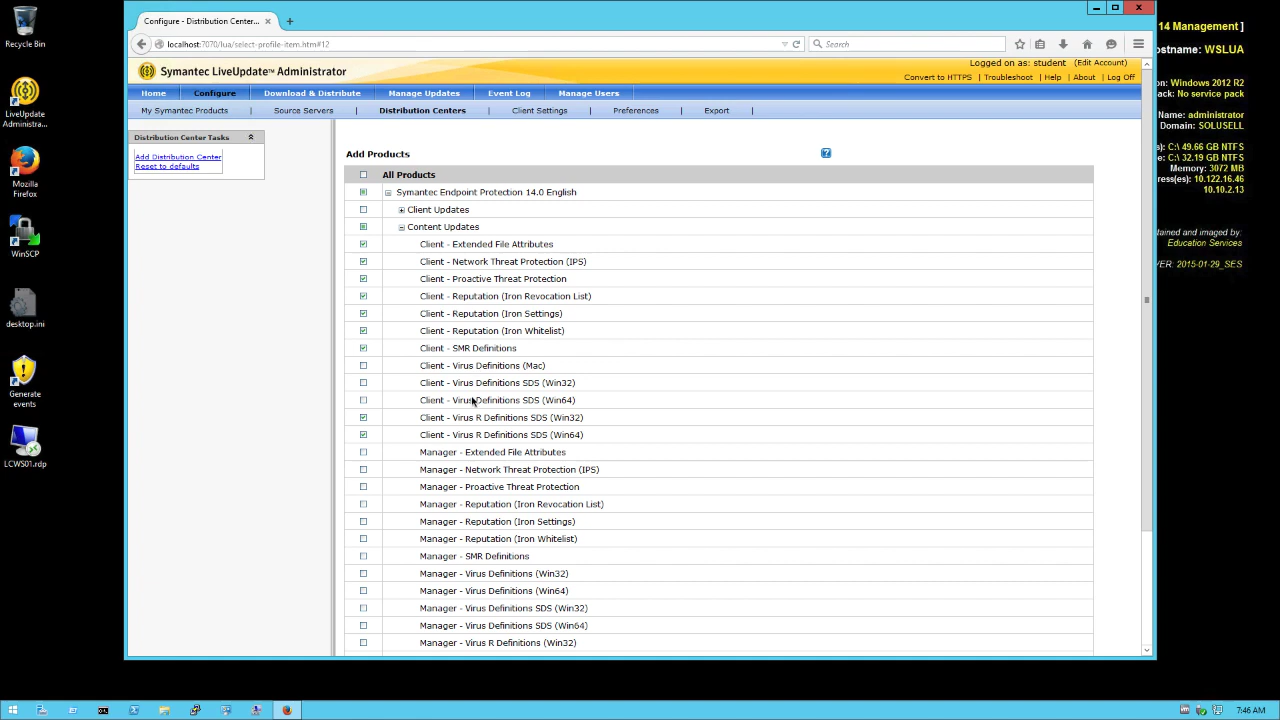 Recycle Bin
LiveUpdate
Administra...
Mozilla
Firefox
WinSCP
desktop.ini
Generate
events
LCWS01.rdp
Configure - Distribution Center...
localhost:7070/lua/select-profile-item.htm#12
Search
Symantec LiveUpdate™ Administrator
Logged on as: student (Edit Account)
Convert to HTTPS | Troubleshoot | Help | About | Log Off
Home Configure Download & Distribute Manage Updates Event Log Manage Users
My Symantec Products Source Servers Distribution Centers Client Settings Preferences Export
Distribution Center Tasks
Add Distribution Center
Reset to defaults
Add Products
All Products
Symantec Endpoint Protection 14.0 English
Client Updates
Content Updates
Client - Extended File Attributes
Client - Network Threat Protection (IPS)
Client - Proactive Threat Protection
Client - Reputation (Iron Revocation List)
Client - Reputation (Iron Settings)
Client - Reputation (Iron Whitelist)
Client - SMR Definitions
Client - Virus Definitions (Mac)
Client - Virus Definitions SDS (Win32)
Client - Virus Definitions SDS (Win64)
Client - Virus R Definitions SDS (Win32)
Client - Virus R Definitions SDS (Win64)
Manager - Extended File Attributes
Manager - Network Threat Protection (IPS)
Manager - Proactive Threat Protection
Manager - Reputation (Iron Revocation List)
Manager - Reputation (Iron Settings)
Manager - Reputation (Iron Whitelist)
Manager - SMR Definitions
Manager - Virus Definitions (Win32)
Manager - Virus Definitions (Win64)
Manager - Virus Definitions SDS (Win32)
Manager - Virus Definitions SDS (Win64)
Manager - Virus R Definitions (Win32)
14 Management ]
ostname: WSLUA
on: Windows 2012 R2
ack: No service pack
Name: administrator
Domain: SOLUSELL
s): C:\ 49.66 GB NTFS
e: C:\ 32.19 GB NTFS
Memory: 3072 MB
ress(es): 10.122.16.46
10.10.2.13
tained and imaged by:
Education Services
VER: 2015-01-29_SES
7:46 AM